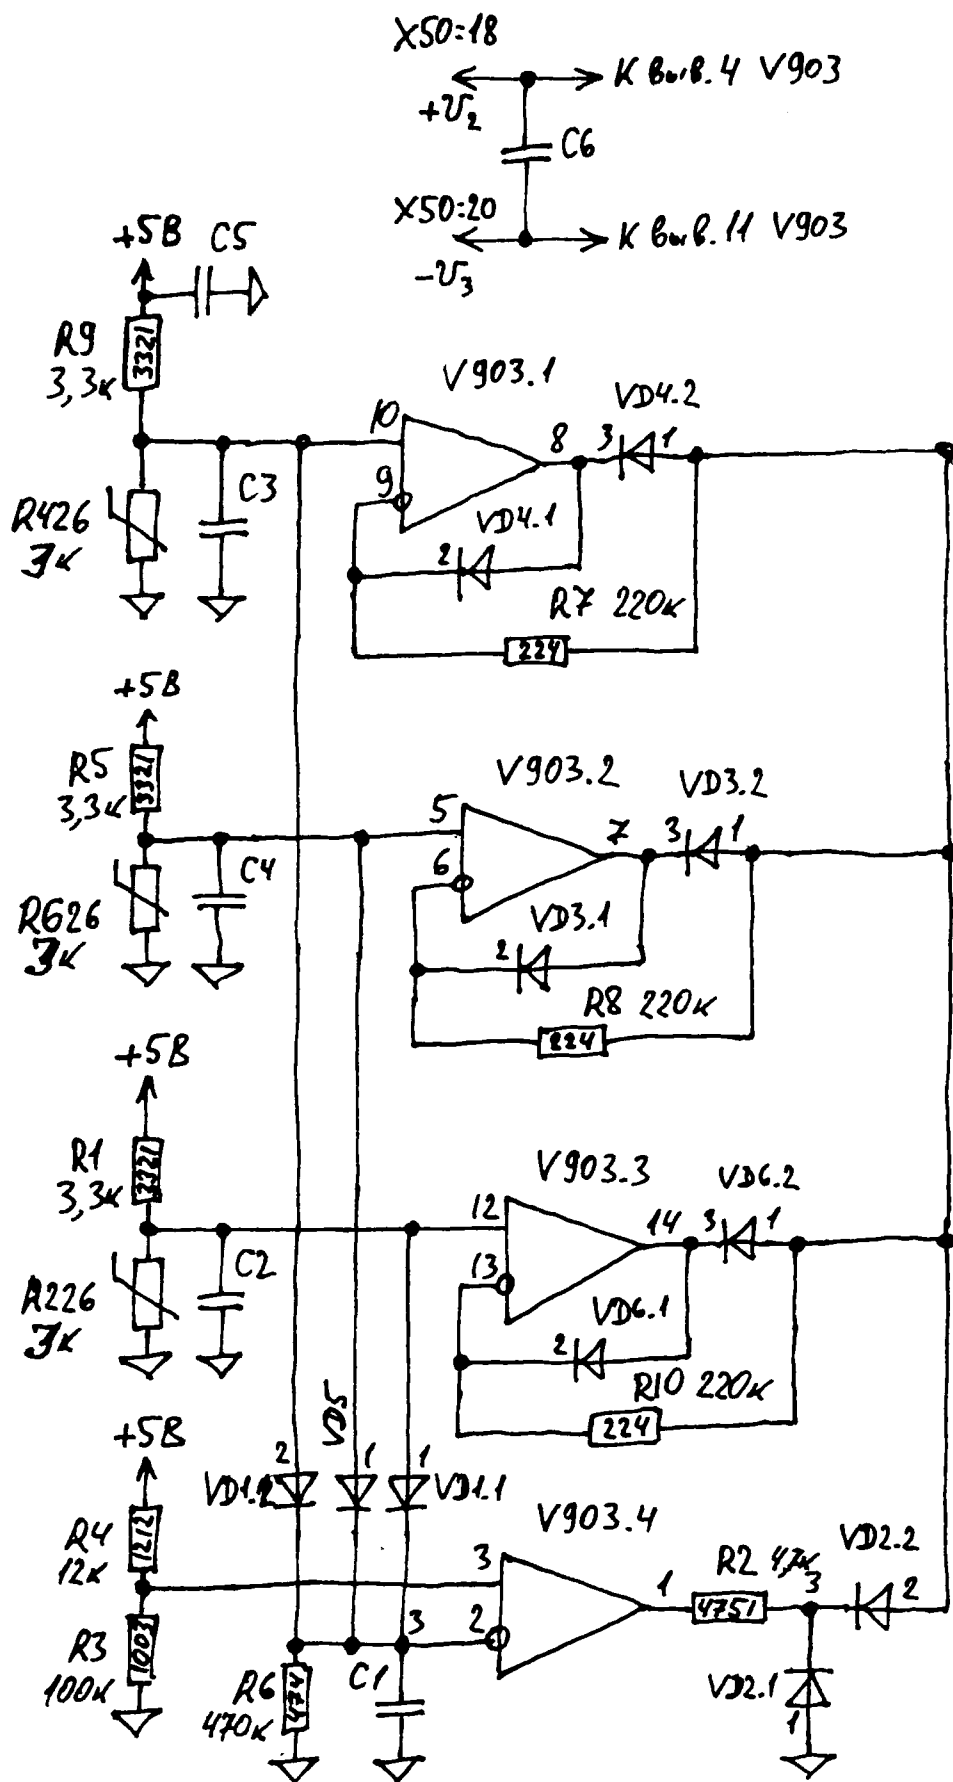 X50:18
К выв. 4 V903
+U₂
C6
X50:20
К выв. 11 V903
-U₃
+5В
C5
R9
3,3к
3321
V903.1
VD4.2
10
8
3
1
9
C3
VD4.1
R426
3к
2
R7 220к
224
+5В
R5
3,3к
3321
V903.2
VD3.2
5
7
3
1
6
C4
VD3.1
R626
3к
2
R8 220к
224
+5В
R1
3,3к
3321
V903.3
VD6.2
12
14
3
1
13
C2
VD6.1
R226
3к
2
R10 220к
224
VD5
+5В
2
1
1
VD1.2
VD1.1
V903.4
R4
12к
1212
3
1
R2 4,7к
4751
VD2.2
3
2
R3
100к
1003
3
2
C1
R6
470к
474
VD2.1
1